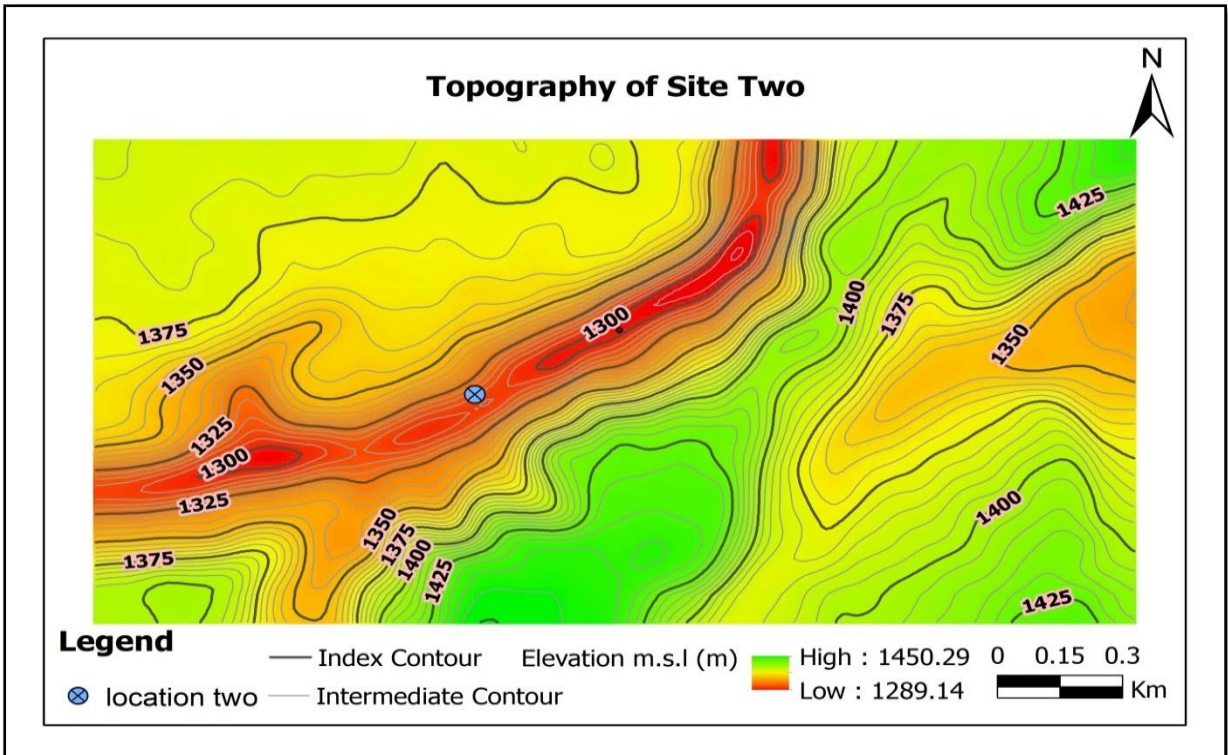 Topography of Site Two
N
1425
1400
1375
1300
1350
1375
1350
1325
1300
1325
1400
1350
1375
1375
1400
1425
1425
Legend
Index Contour
Elevation m.s.l (m)
High : 1450.29
0 0.15 0.3
location two
Intermediate Contour
Low : 1289.14
Km